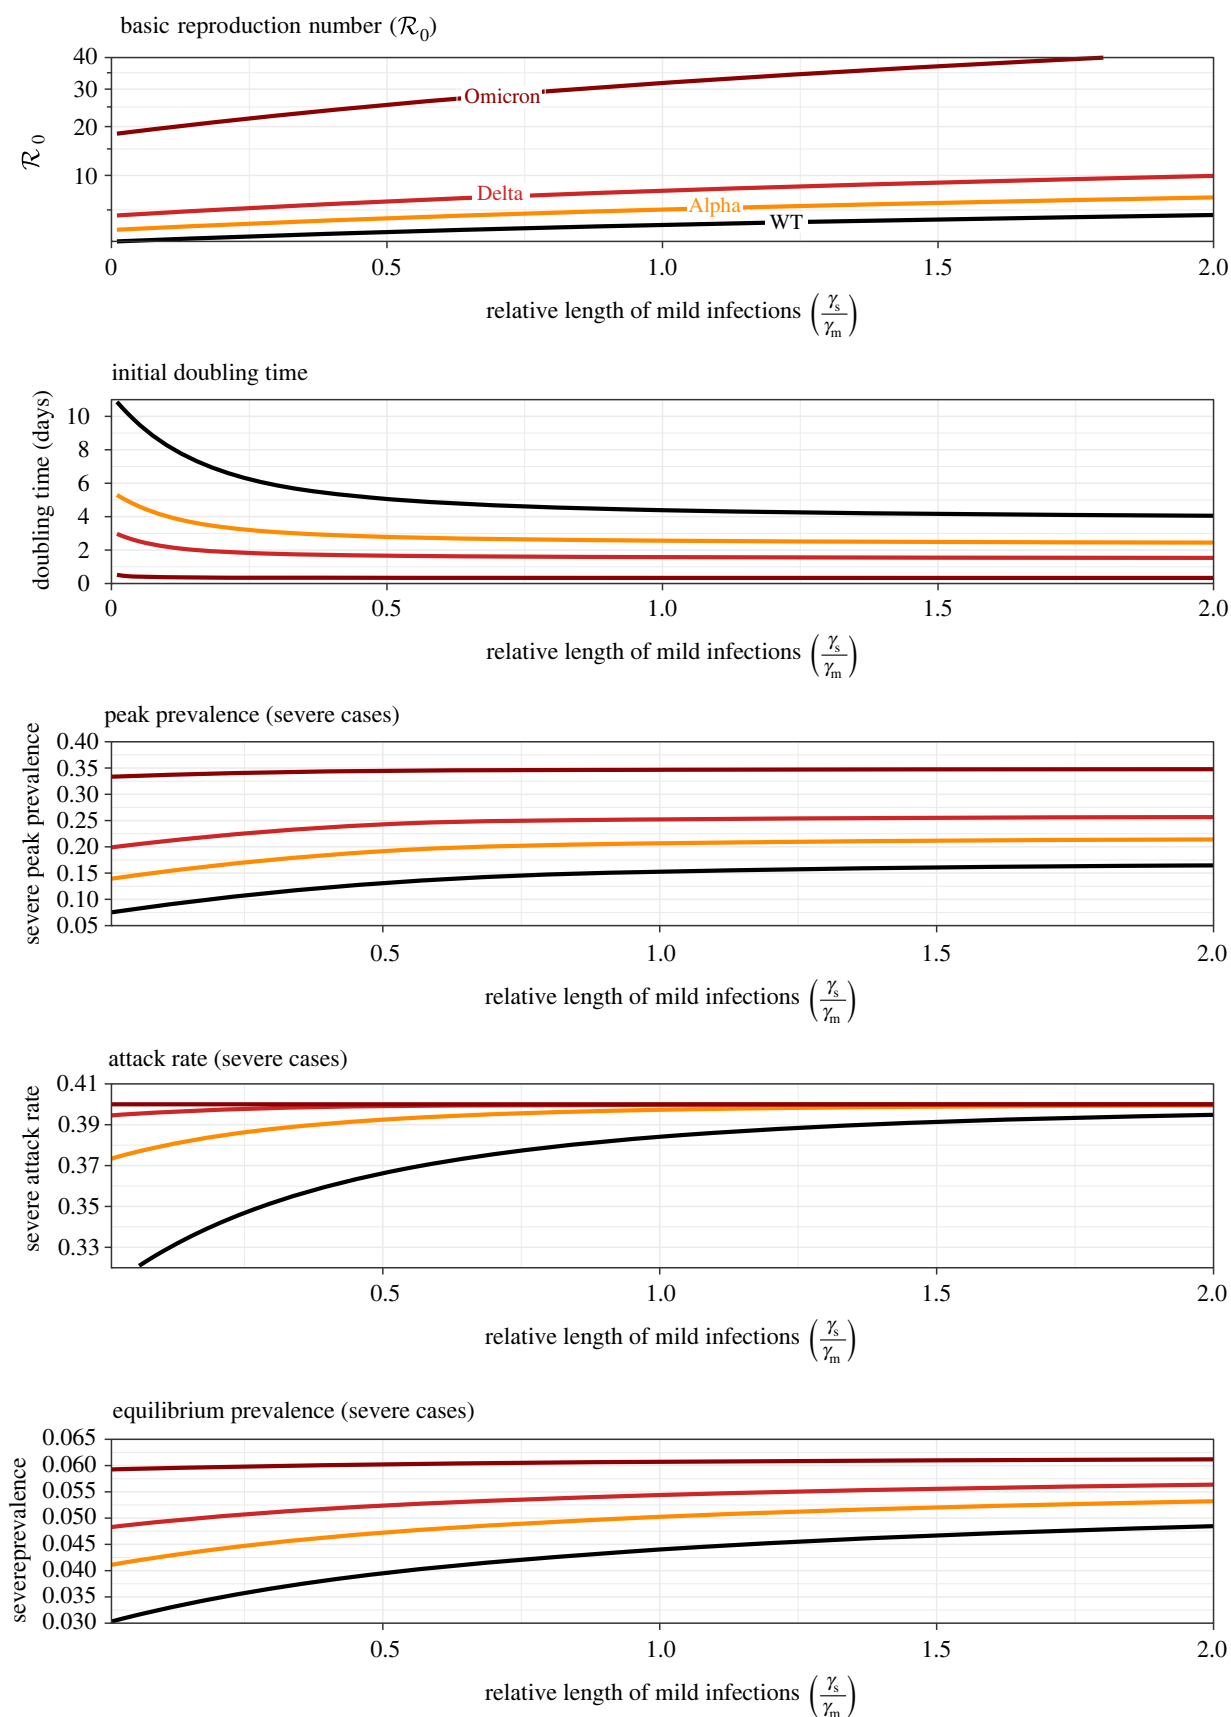 basic reproduction number (ℛ0)
40
30
20
10
ℛ0
Omicron
Delta
Alpha
WT
0 0.5 1.0 1.5 2.0
relative length of mild infections (γs/γm)
initial doubling time
doubling time (days)
10
8
6
4
2
0
0 0.5 1.0 1.5 2.0
relative length of mild infections (γs/γm)
peak prevalence (severe cases)
severe peak prevalence
0.40
0.35
0.30
0.25
0.20
0.15
0.10
0.05
0.5 1.0 1.5 2.0
relative length of mild infections (γs/γm)
attack rate (severe cases)
severe attack rate
0.41
0.39
0.37
0.35
0.33
0.5 1.0 1.5 2.0
relative length of mild infections (γs/γm)
equilibrium prevalence (severe cases)
severeprevalence
0.065
0.060
0.055
0.050
0.045
0.040
0.035
0.030
0.5 1.0 1.5 2.0
relative length of mild infections (γs/γm)